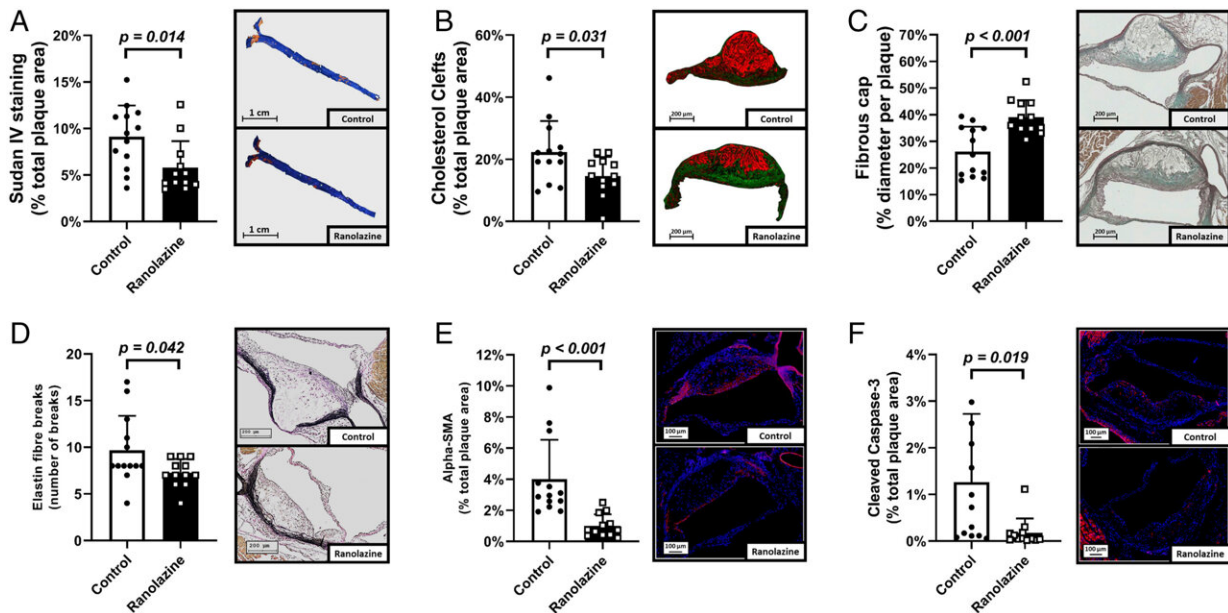 A
Sudan IV staining
(% total plaque area)
20%
15%
10%
5%
0%
p = 0.014
Control
Ranolazine
1 cm
Control
1 cm
Ranolazine
B
Cholesterol Clefts
(% total plaque area)
60%
40%
20%
0%
p = 0.031
Control
Ranolazine
200 µm
Control
200 µm
Ranolazine
C
Fibrous cap
(% diameter per plaque)
70%
60%
50%
40%
30%
20%
10%
0%
p < 0.001
Control
Ranolazine
200 µm
Control
200 µm
Ranolazine
D
Elastin fibre breaks
(number of breaks)
20
15
10
5
0
p = 0.042
Control
Ranolazine
200 µm
Control
200 µm
Ranolazine
E
Alpha-SMA
(% total plaque area)
12%
10%
8%
6%
4%
2%
0%
p < 0.001
Control
Ranolazine
100 µm
Control
100 µm
Ranolazine
F
Cleaved Caspase-3
(% total plaque area)
4%
3%
2%
1%
0%
p = 0.019
Control
Ranolazine
100 µm
Control
100 µm
Ranolazine